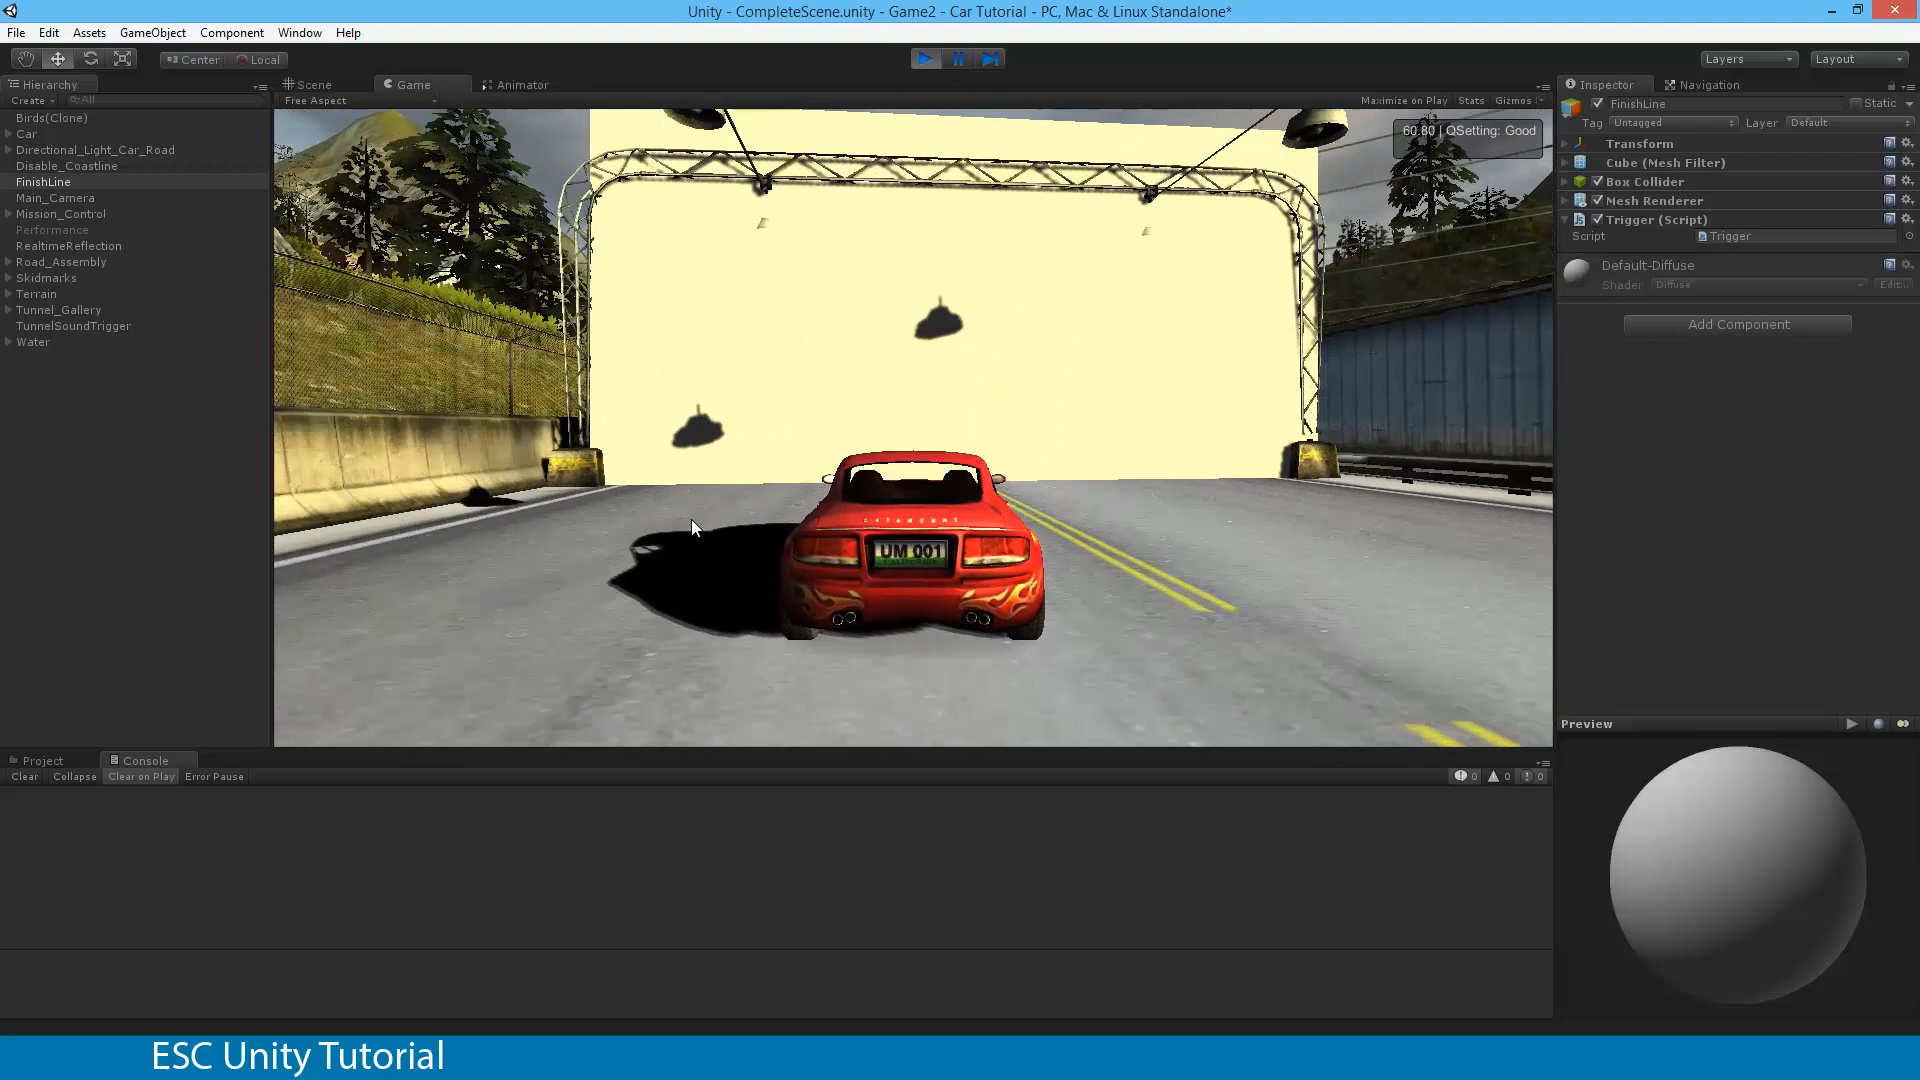 Unity - CompleteScene.unity - Game2 - Car Tutorial - PC, Mac & Linux Standalone*
File Edit Assets GameObject Component Window Help
Center Local
Layers Layout
Hierarchy
Create All
Birds(Clone)
Car
Directional_Light_Car_Road
Disable_Coastline
FinishLine
Main_Camera
Mission_Control
Performance
RealtimeReflection
Road_Assembly
Skidmarks
Terrain
Tunnel_Gallery
TunnelSoundTrigger
Water
Scene Game Animator
Free Aspect Maximize on Play Stats Gizmos
60.80 | QSetting: Good
CATAMOUNT
UM 001
Inspector Navigation
FinishLine Static
Tag Untagged Layer Default
Transform
Cube (Mesh Filter)
Box Collider
Mesh Renderer
Trigger (Script)
Script Trigger
Default-Diffuse
Shader Diffuse Edit...
Add Component
Preview
Project Console
Clear Collapse Clear on Play Error Pause 0 0 0
ESC Unity Tutorial